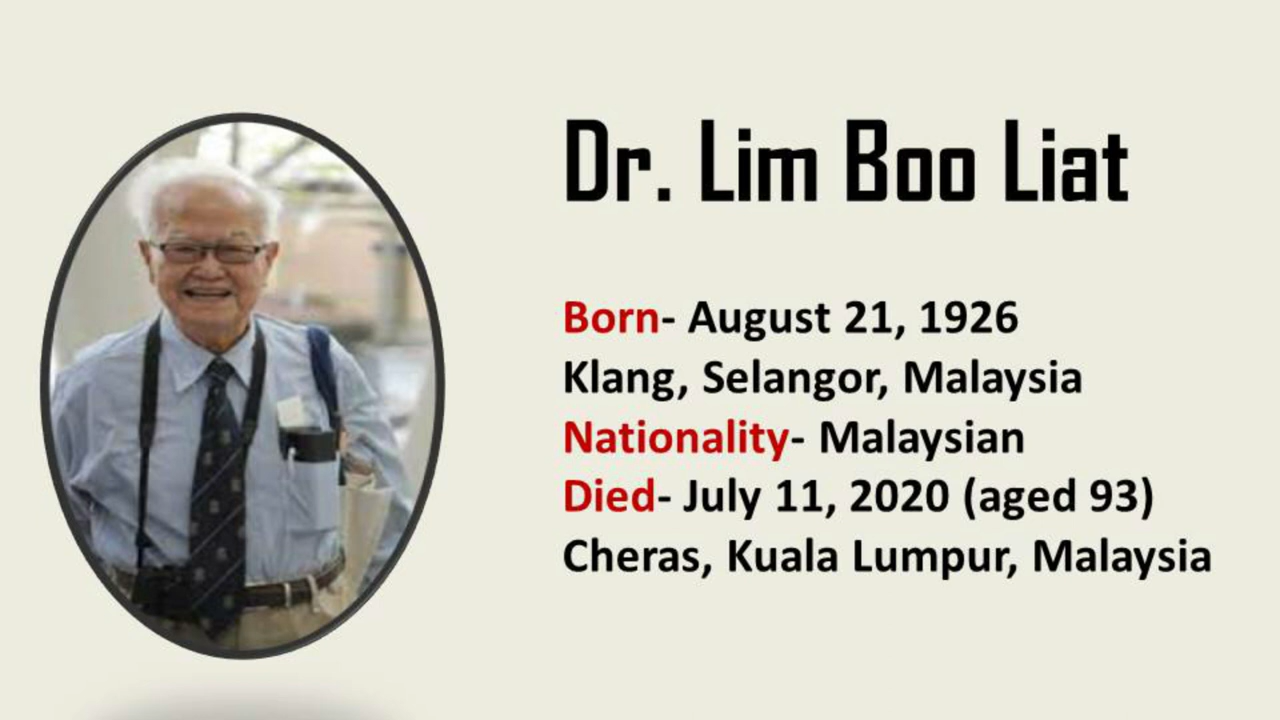 Dr. Lim Boo Liat
Born- August 21, 1926
Klang, Selangor, Malaysia
Nationality- Malaysian
Died- July 11, 2020 (aged 93)
Cheras, Kuala Lumpur, Malaysia